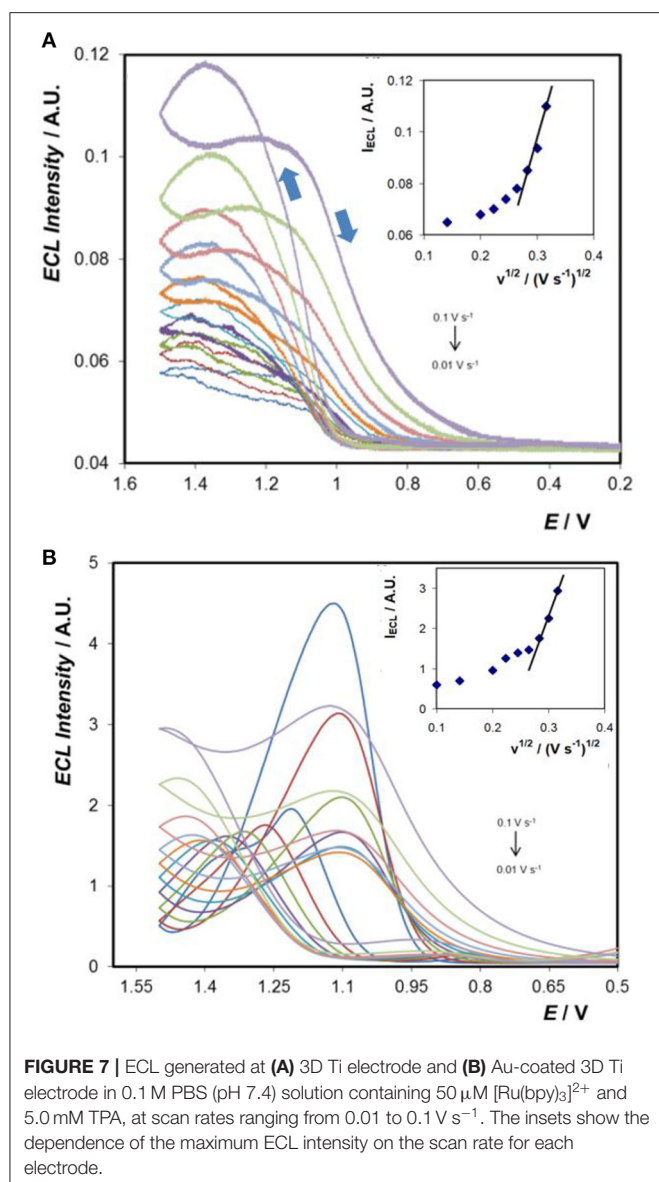 A
0.12
0.1
0.08
0.06
0.04
ECL Intensity / A.U.
1.6 1.4 1.2 1 0.8 0.6 0.4 0.2
E / V
0.12
0.1
0.08
0.06
I_ECL / A.U.
0.1 0.2 0.3 0.4
v^1/2 / (V s^-1)^1/2
0.1 V s^-1
0.01 V s^-1
B
5
4
3
2
1
0
ECL Intensity / A.U.
1.55 1.4 1.25 1.1 0.95 0.8 0.65 0.5
E / V
3
2
1
0
I_ECL / A.U.
0.1 0.2 0.3 0.4
v^1/2 / (V s^-1)^1/2
0.1 V s^-1
0.01 V s^-1
FIGURE 7 | ECL generated at (A) 3D Ti electrode and (B) Au-coated 3D Ti
electrode in 0.1 M PBS (pH 7.4) solution containing 50 μM [Ru(bpy)₃]²⁺ and
5.0 mM TPA, at scan rates ranging from 0.01 to 0.1 V s⁻¹. The insets show the
dependence of the maximum ECL intensity on the scan rate for each
electrode.